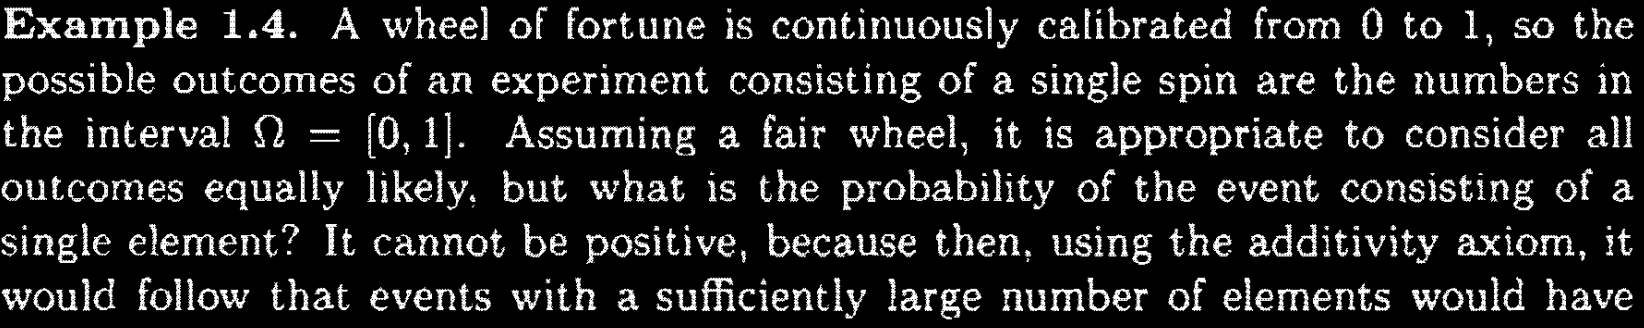 Example 1.4. A wheel of fortune is continuously calibrated from 0 to 1, so the
possible outcomes of an experiment consisting of a single spin are the numbers in
the interval Ω = [0, 1]. Assuming a fair wheel, it is appropriate to consider all
outcomes equally likely, but what is the probability of the event consisting of a
single element? It cannot be positive, because then, using the additivity axiom, it
would follow that events with a sufficiently large number of elements would have